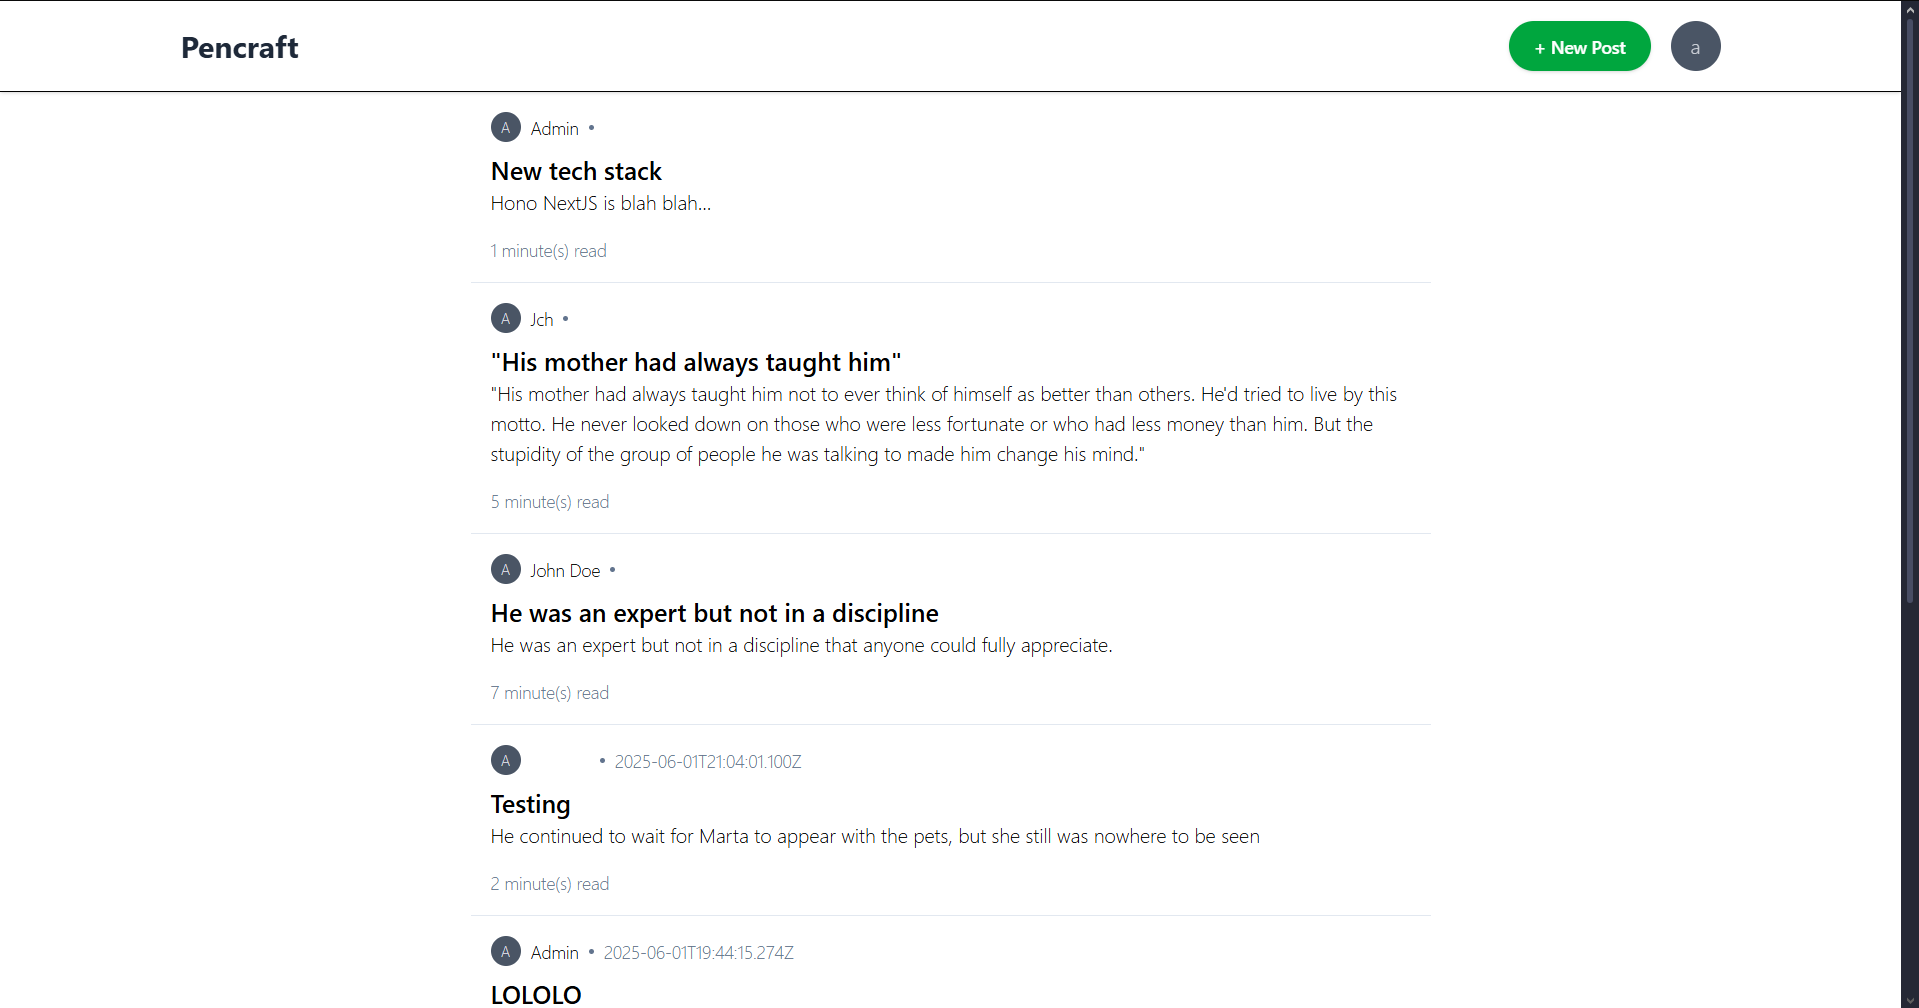 Pencraft
+ New Post
a
A Admin •
New tech stack
Hono NextJS is blah blah...
1 minute(s) read
A Jch •
"His mother had always taught him"
"His mother had always taught him not to ever think of himself as better than others. He'd tried to live by this
motto. He never looked down on those who were less fortunate or who had less money than him. But the
stupidity of the group of people he was talking to made him change his mind."
5 minute(s) read
A John Doe •
He was an expert but not in a discipline
He was an expert but not in a discipline that anyone could fully appreciate.
7 minute(s) read
A • 2025-06-01T21:04:01.100Z
Testing
He continued to wait for Marta to appear with the pets, but she still was nowhere to be seen
2 minute(s) read
A Admin • 2025-06-01T19:44:15.274Z
LOLOLO